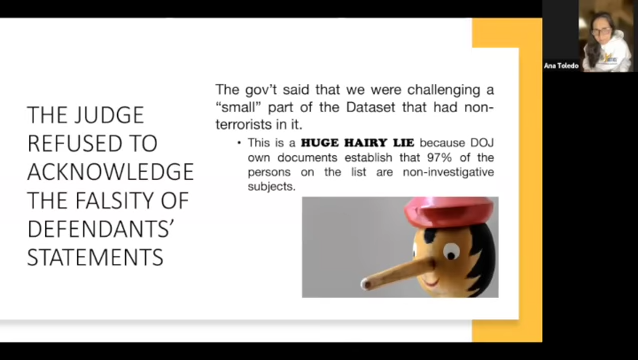 THE JUDGE
REFUSED TO
ACKNOWLEDGE
THE FALSITY OF
DEFENDANTS'
STATEMENTS
The gov't said that we were challenging a
"small" part of the Dataset that had non-
terrorists in it.
• This is a HUGE HAIRY LIE because DOJ
own documents establish that 97% of the
persons on the list are non-investigative
subjects.
Ana Toledo